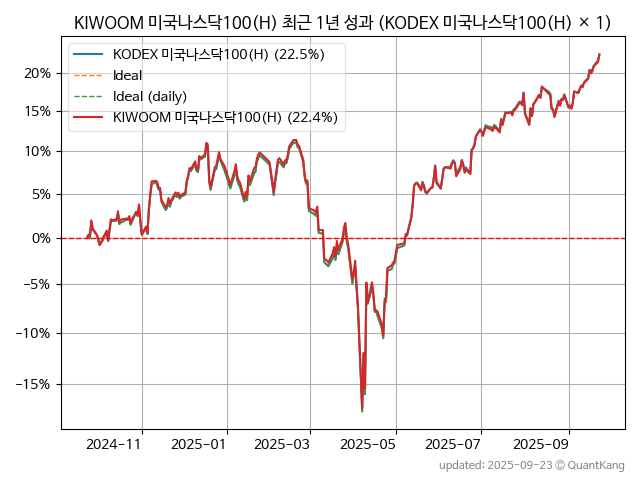 KIWOOM 미국나스닥100(H) 최근 1년 성과 (KODEX 미국나스닥100(H) × 1)
KODEX 미국나스닥100(H) (22.5%)
Ideal
Ideal (daily)
KIWOOM 미국나스닥100(H) (22.4%)
20%
15%
10%
5%
0%
−5%
−10%
−15%
2024-11
2025-01
2025-03
2025-05
2025-07
2025-09
updated: 2025-09-23 © QuantKang